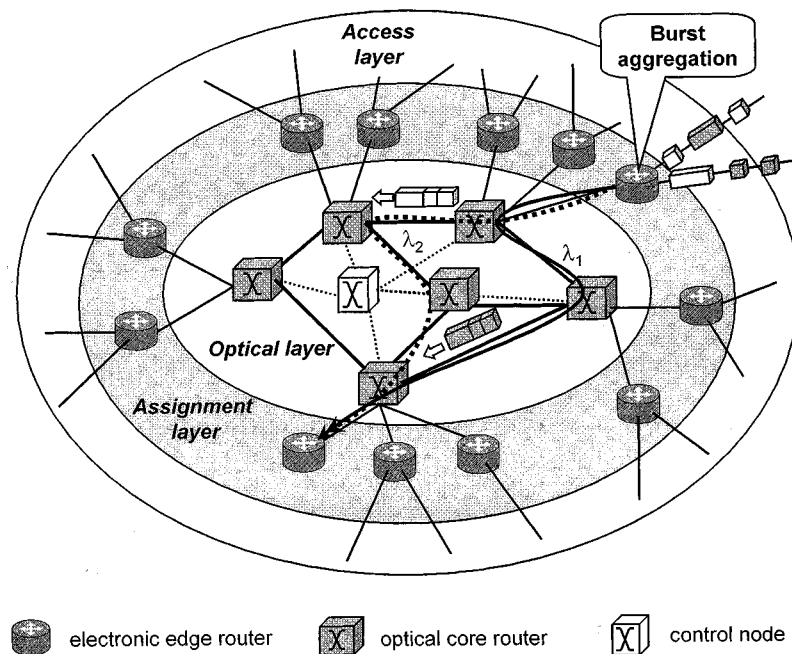 Access
layer
Burst
aggregation
λ2
λ1
Optical layer
Assignment
layer
electronic edge router
optical core router
control node